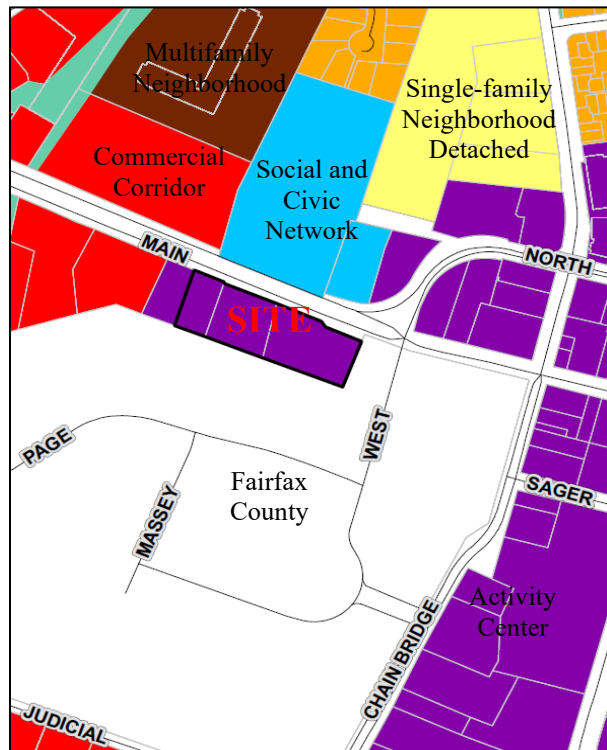 Multifamily
Neighborhood
Single-family
Neighborhood
Detached
Commercial
Corridor
Social and
Civic
Network
MAIN
NORTH
SITE
WEST
PAGE
MASSEY
Fairfax
County
SAGER
Activity
Center
CHAIN BRIDGE
JUDICIAL